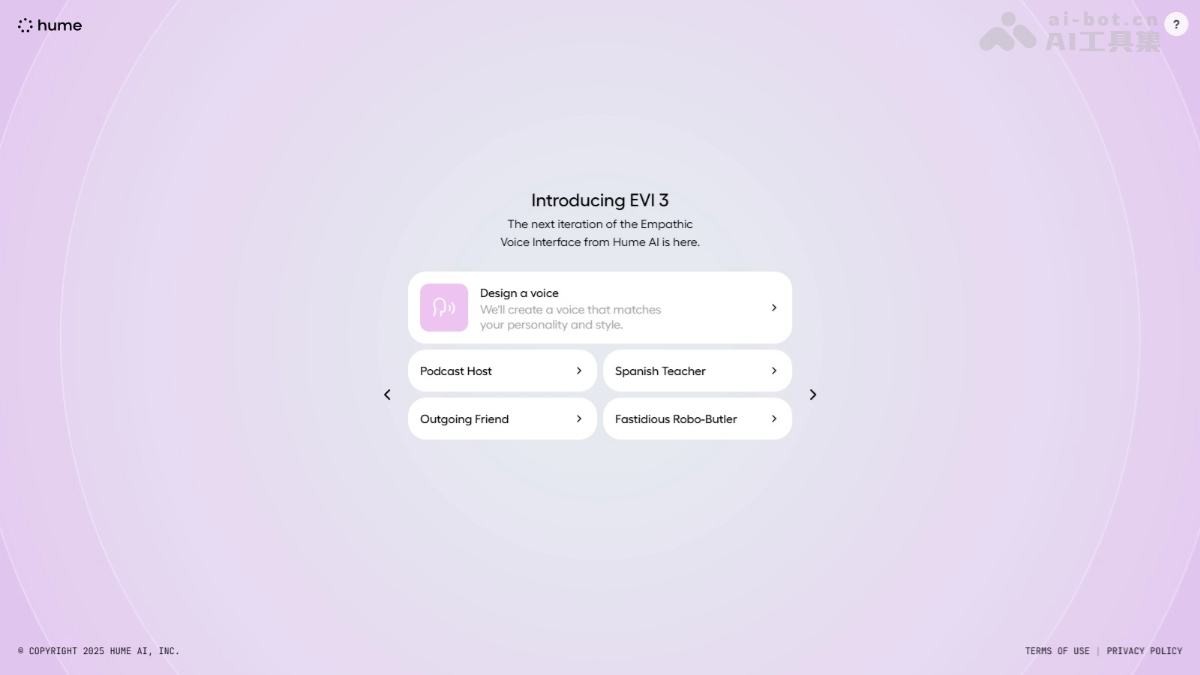 hume
ai-bot.cn
AI工具集
?
Introducing EVI 3
The next iteration of the Empathic
Voice Interface from Hume AI is here.
Design a voice
We'll create a voice that matches
your personality and style.
Podcast Host
Spanish Teacher
Outgoing Friend
Fastidious Robo-Butler
© COPYRIGHT 2025 HUME AI, INC.
TERMS OF USE | PRIVACY POLICY